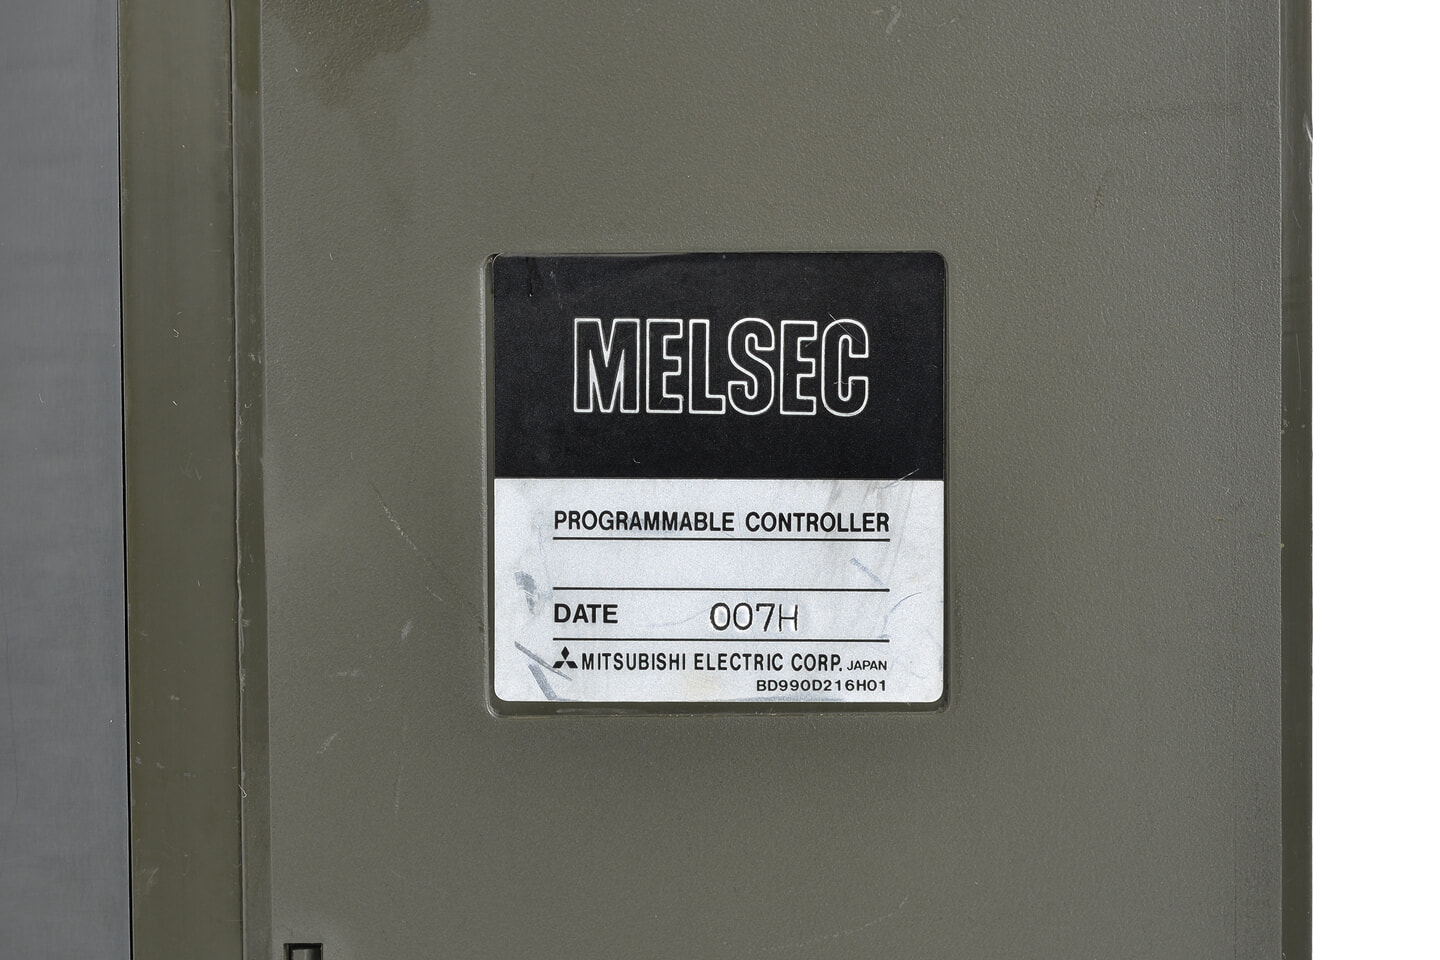 MELSEC
PROGRAMMABLE CONTROLLER
DATE 007H
MITSUBISHI ELECTRIC CORP. JAPAN
BD990D216H01